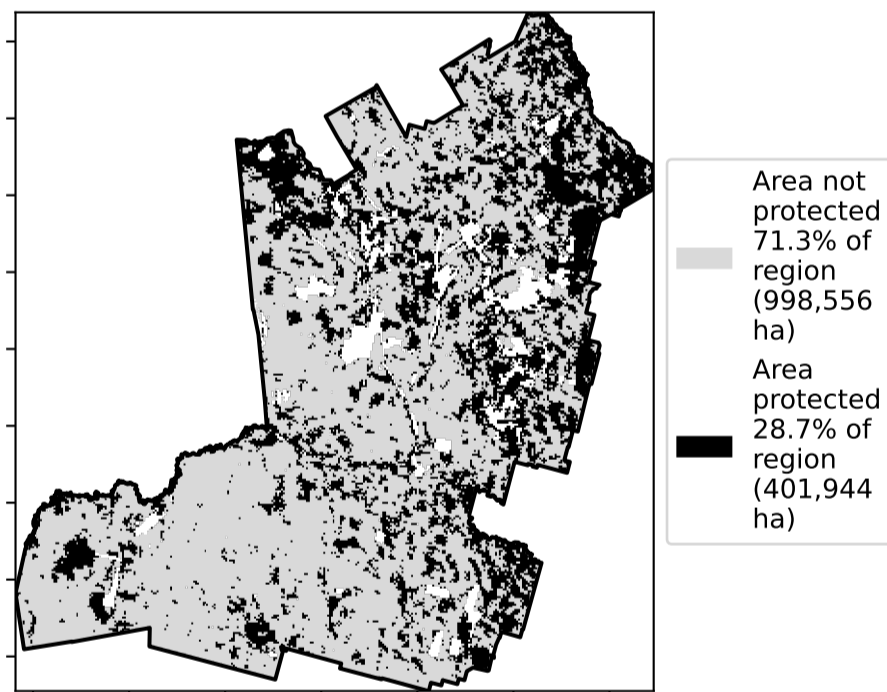 Area not
protected
71.3% of
region
(998,556
ha)
Area
protected
28.7% of
region
(401,944
ha)